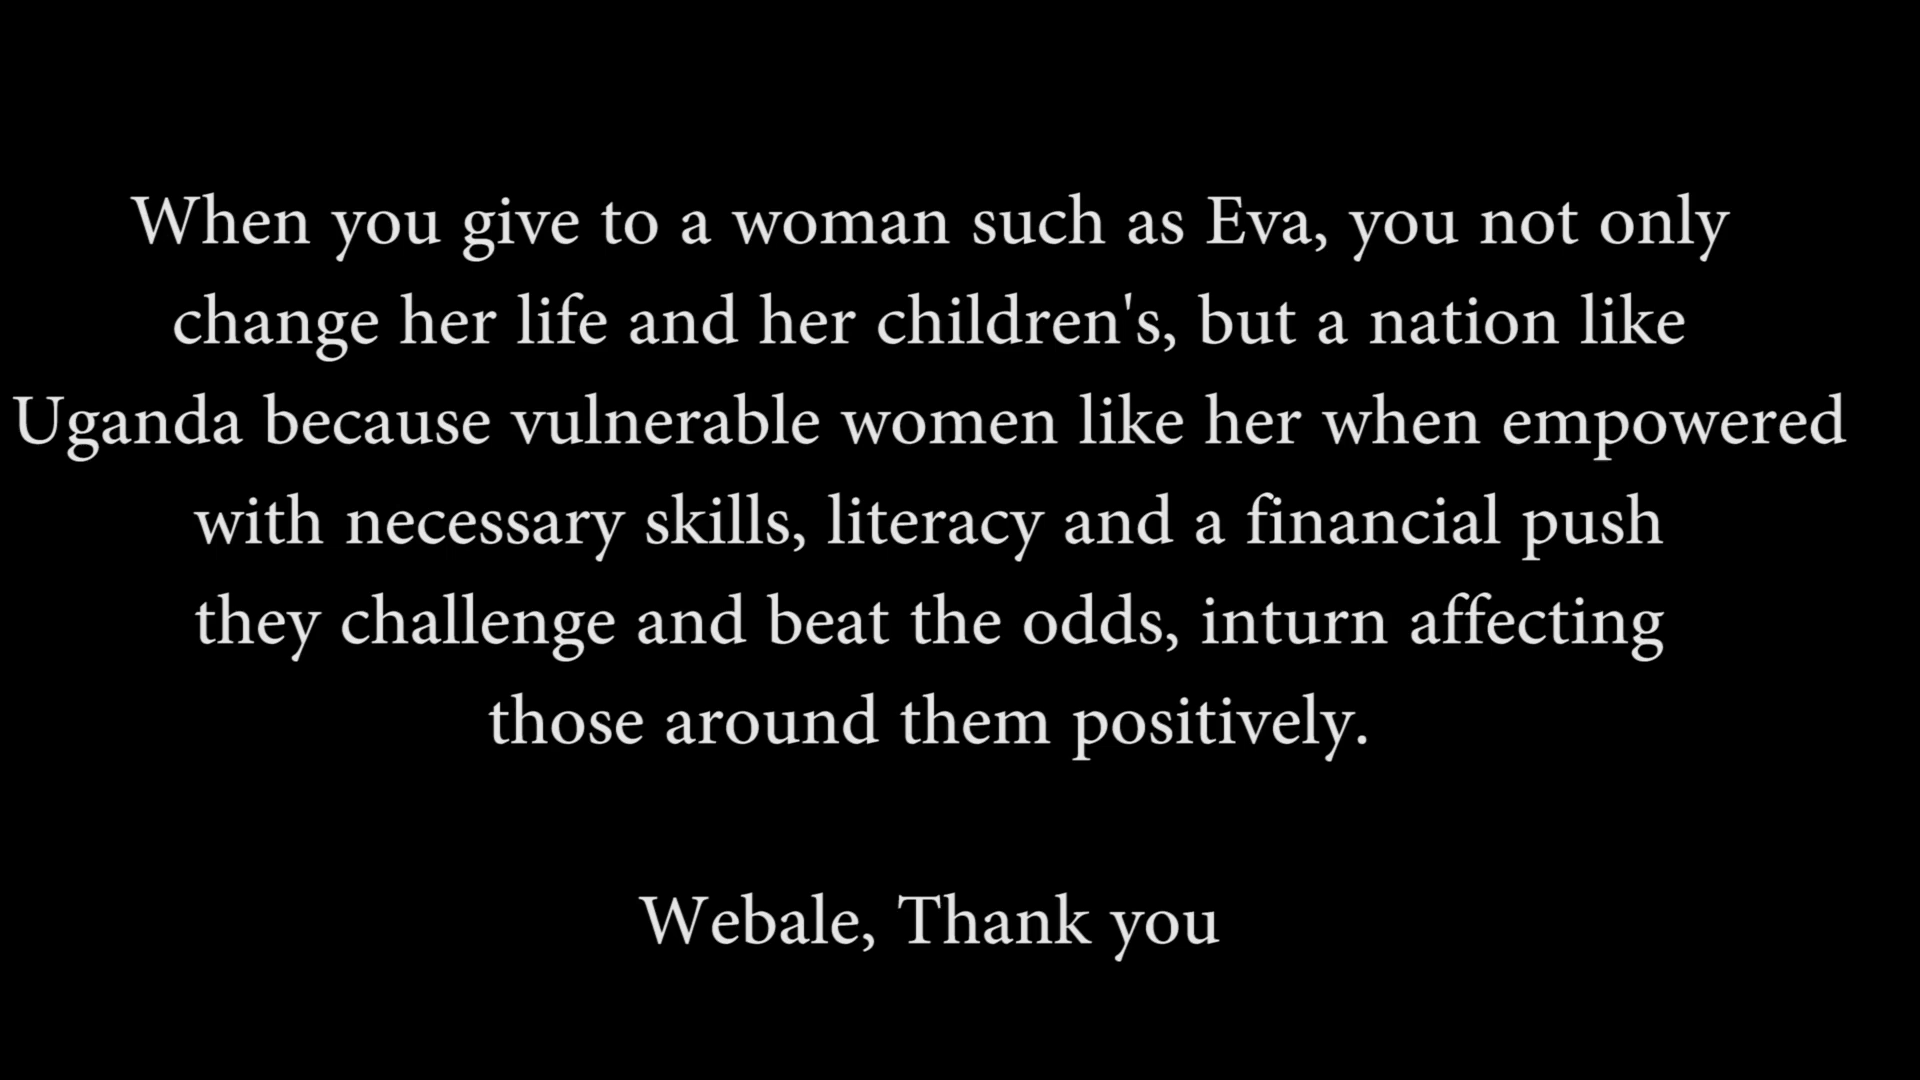 When you give to a woman such as Eva, you not only
change her life and her children's, but a nation like
Uganda because vulnerable women like her when empowered
with necessary skills, literacy and a financial push
they challenge and beat the odds, inturn affecting
those around them positively.
Webale, Thank you